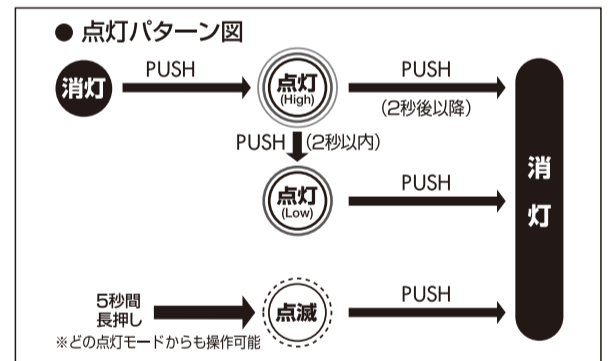 ● 点灯パターン図
消灯
PUSH
点灯
(High)
PUSH
(2秒後以降)
PUSH
(2秒以内)
点灯
(Low)
PUSH
消灯
5秒間
長押し
※どの点灯モードからも操作可能
点滅
PUSH